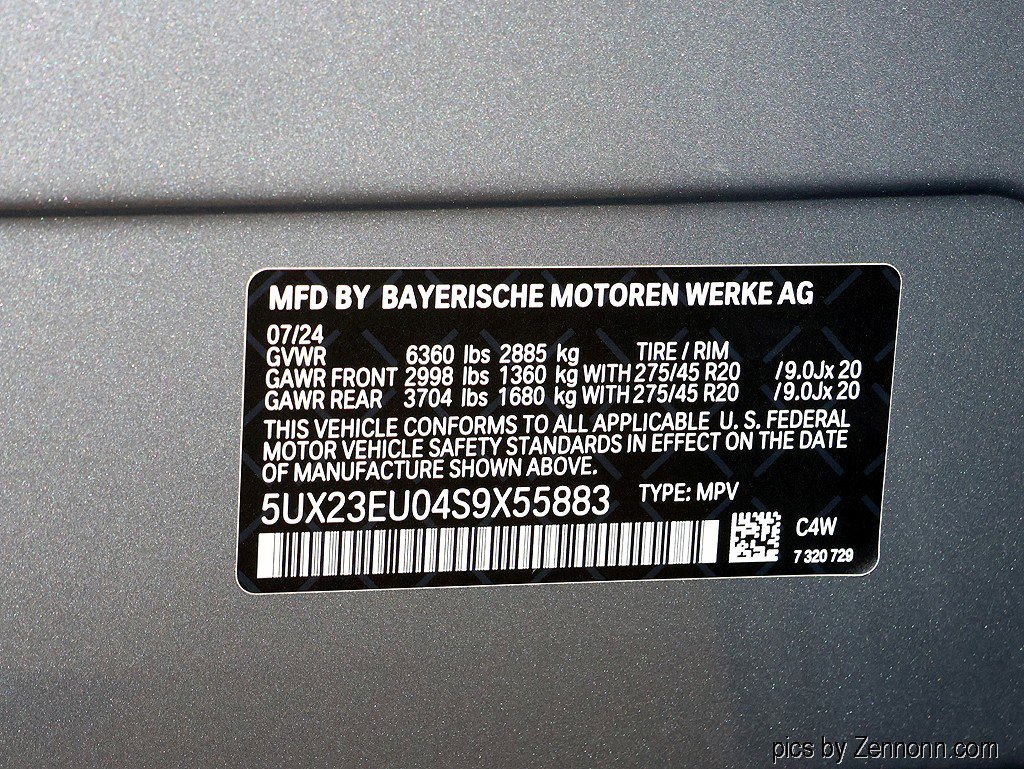 MFD BY BAYERISCHE MOTOREN WERKE AG
07/24
GVWR 6360 lbs 2885 kg TIRE / RIM
GAWR FRONT 2998 lbs 1360 kg WITH 275/45 R20 /9.0Jx 20
GAWR REAR 3704 lbs 1680 kg WITH 275/45 R20 /9.0Jx 20
THIS VEHICLE CONFORMS TO ALL APPLICABLE U. S. FEDERAL
MOTOR VEHICLE SAFETY STANDARDS IN EFFECT ON THE DATE
OF MANUFACTURE SHOWN ABOVE.
5UX23EU04S9X55883 TYPE: MPV
C4W
7 320 729
pics by Zennonn.com